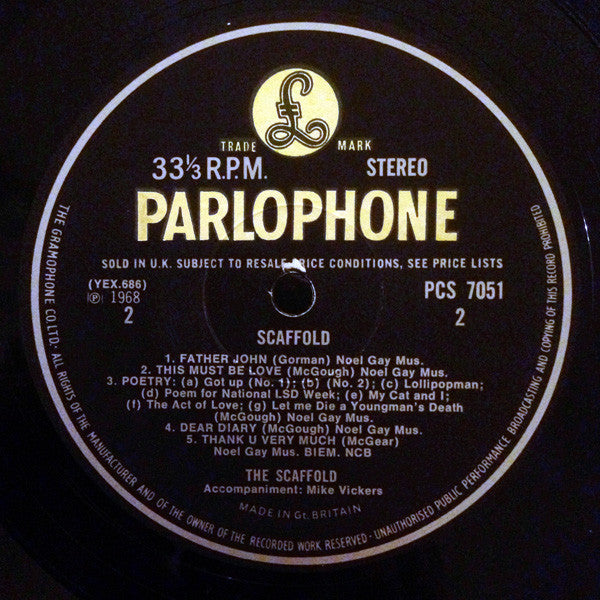 £
TRADE MARK
33⅓ R.P.M. STEREO
PARLOPHONE
SOLD IN U.K. SUBJECT TO RESALE PRICE CONDITIONS, SEE PRICE LISTS
(YEX.686) PCS 7051
Ⓟ 1968
2 2
SCAFFOLD
1. FATHER JOHN (Gorman) Noel Gay Mus.
2. THIS MUST BE LOVE (McGough) Noel Gay Mus.
3. POETRY: (a) Got up (No. 1); (b) (No. 2); (c) Lollipopman;
(d) Poem for National LSD Week; (e) My Cat and I;
(f) The Act of Love; (g) Let me Die a Youngman's Death
(McGough) Noel Gay Mus.
4. DEAR DIARY (McGough) Noel Gay Mus.
5. THANK U VERY MUCH (McGear)
Noel Gay Mus. BIEM. NCB
THE SCAFFOLD
Accompaniment: Mike Vickers
MADE IN Gt. BRITAIN
THE GRAMOPHONE CO. LTD. · ALL RIGHTS OF THE MANUFACTURER AND OF THE OWNER OF THE RECORDED WORK RESERVED · UNAUTHORISED PUBLIC PERFORMANCE BROADCASTING AND COPYING OF THIS RECORD PROHIBITED